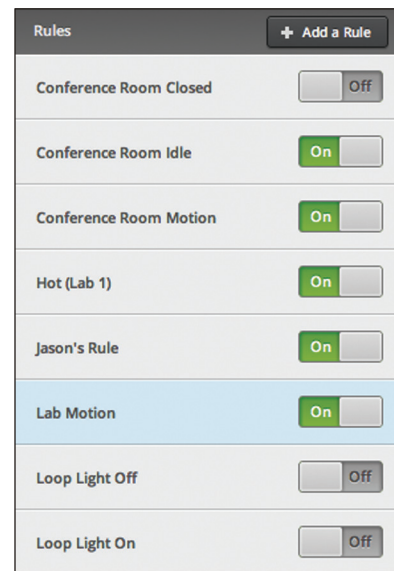 Rules
+ Add a Rule
Conference Room Closed
Off
Conference Room Idle
On
Conference Room Motion
On
Hot (Lab 1)
On
Jason's Rule
On
Lab Motion
On
Loop Light Off
Off
Loop Light On
Off